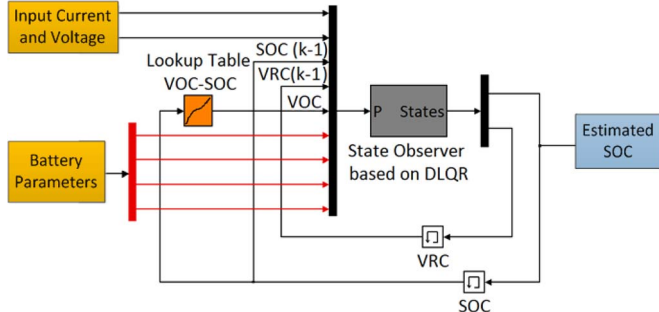 Input Current
and Voltage
SOC (k-1)
Lookup Table
VOC-SOC
VRC(k-1)
VOC
P
States
State Observer
based on DLQR
Estimated
SOC
Battery
Parameters
VRC
SOC